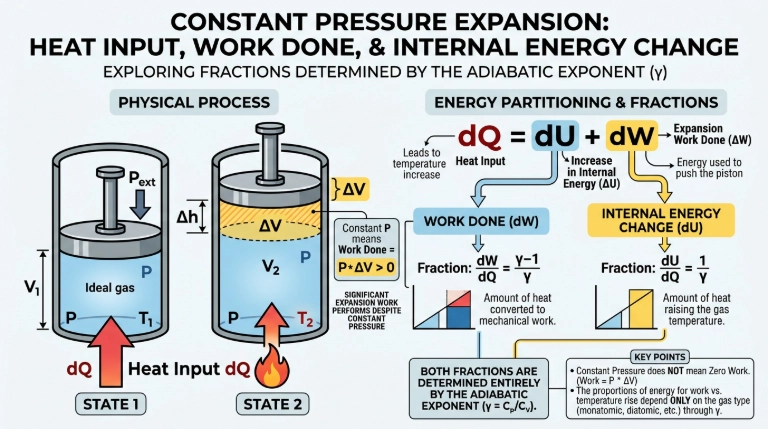 CONSTANT PRESSURE EXPANSION:
HEAT INPUT, WORK DONE, & INTERNAL ENERGY CHANGE
EXPLORING FRACTIONS DETERMINED BY THE ADIABATIC EXPONENT (γ)
PHYSICAL PROCESS
P_ext
P
V₁
Ideal gas
P
T₁
dQ
STATE 1
Heat Input
ΔV
Δh
ΔV
V₂
P
P
T₂
dQ
STATE 2
Constant P
means
Work Done =
P*ΔV > 0
SIGNIFICANT
EXPANSION WORK
PERFORMS DESPITE
CONSTANT
PRESSURE
ENERGY PARTITIONING & FRACTIONS
dQ = dU + dW
Leads to
temperature
increase
Heat Input
Increase
in Internal
Energy (ΔU)
Expansion
Work Done (ΔW)
Energy used to
push the piston
WORK DONE (dW)
Fraction: dW/dQ = γ−1/γ
Amount of heat
converted to
mechanical work.
INTERNAL ENERGY
CHANGE (dU)
Fraction: dU/dQ = 1/γ
Amount of heat
raising the gas
temperature.
BOTH FRACTIONS ARE
DETERMINED ENTIRELY
BY THE ADIABATIC
EXPONENT (γ = Cₚ/Cᵥ).
KEY POINTS
• Constant Pressure does NOT mean Zero Work.
(Work = P * ΔV)
• The proportions of energy for work vs.
temperature rise depend ONLY on the gas type
(monatomic, diatomic, etc.) through γ.